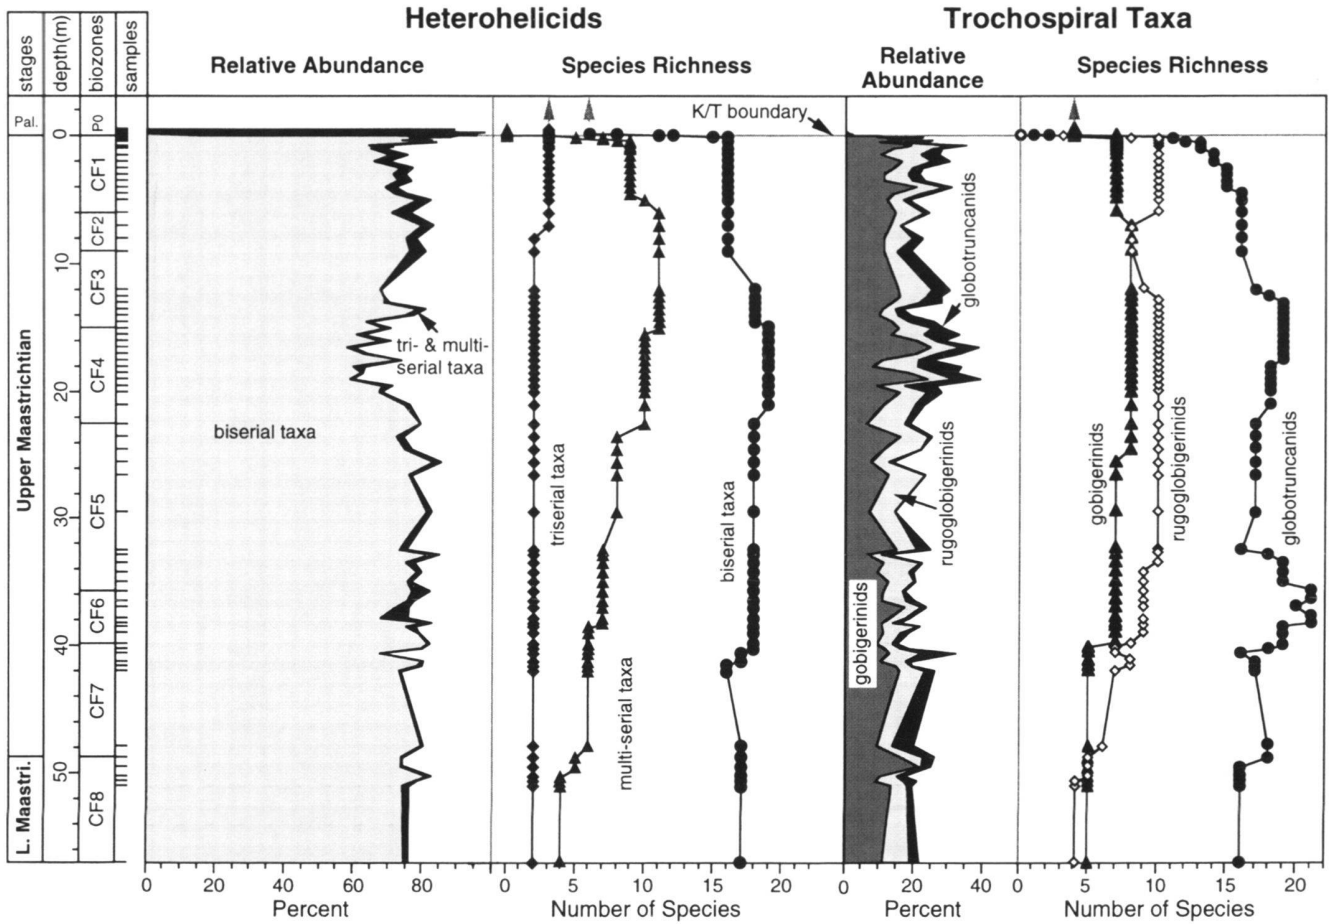 Heterohelicids
Trochospiral Taxa
stages
depth(m)
biozones
samples
Relative Abundance
Species Richness
Relative
Abundance
Species Richness
Pal.
P0
K/T boundary
0
10
20
30
40
50
Upper Maastrichtian
L. Maastri.
CF1
CF2
CF3
CF4
CF5
CF6
CF7
CF8
tri- & multi-
serial taxa
biserial taxa
triserial taxa
multi-serial taxa
biserial taxa
globotruncanids
rugoglobigerinids
gobigerinids
gobigerinids
rugoglobigerinids
globotruncanids
0 20 40 60 80
0 5 10 15 20
0 20 40
0 5 10 15 20
Percent
Number of Species
Percent
Number of Species